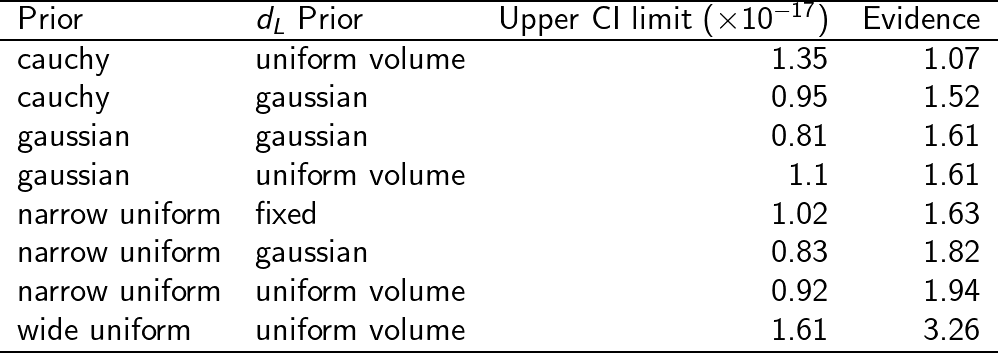 Prior d_L Prior Upper CI limit (×10⁻¹⁷) Evidence
cauchy uniform volume 1.35 1.07
cauchy gaussian 0.95 1.52
gaussian gaussian 0.81 1.61
gaussian uniform volume 1.1 1.61
narrow uniform fixed 1.02 1.63
narrow uniform gaussian 0.83 1.82
narrow uniform uniform volume 0.92 1.94
wide uniform uniform volume 1.61 3.26